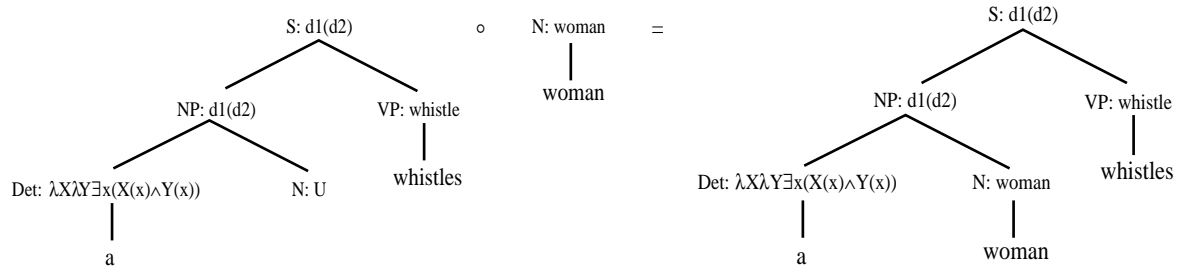 S: d1(d2) ∘ N: woman = S: d1(d2)
woman
NP: d1(d2) VP: whistle NP: d1(d2) VP: whistle
whistles whistles
Det: λXλY∃x(X(x)∧Y(x)) N: U Det: λXλY∃x(X(x)∧Y(x)) N: woman
a a woman